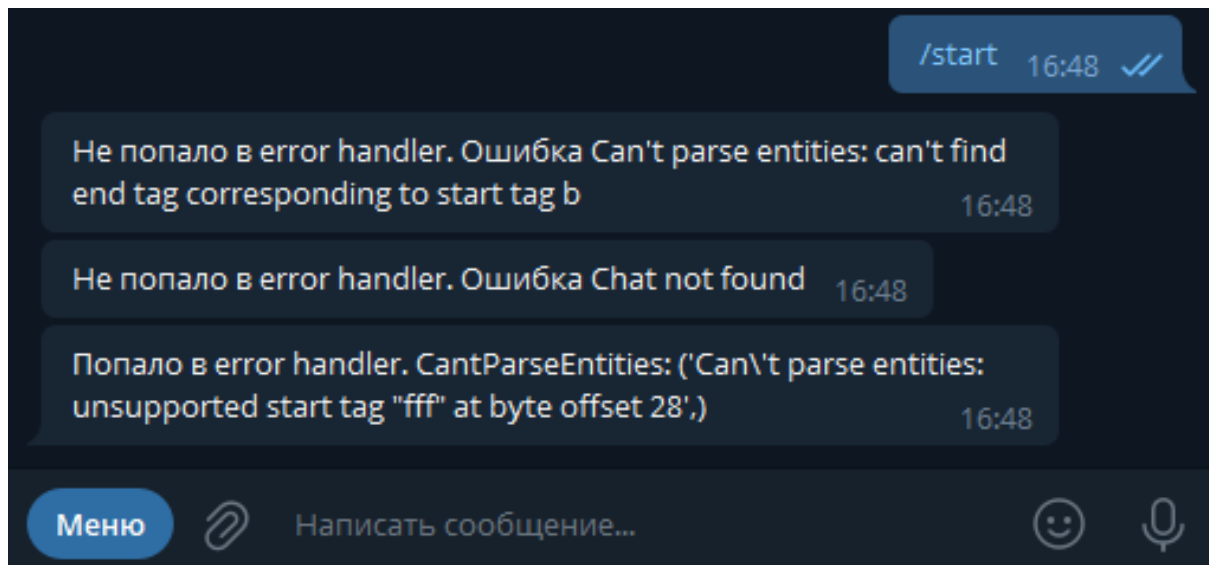 /start 16:48
Не попало в error handler. Ошибка Can't parse entities: can't find
end tag corresponding to start tag b 16:48
Не попало в error handler. Ошибка Chat not found 16:48
Попало в error handler. CantParseEntities: ('Can\'t parse entities:
unsupported start tag "fff" at byte offset 28',) 16:48
Меню Написать сообщение...